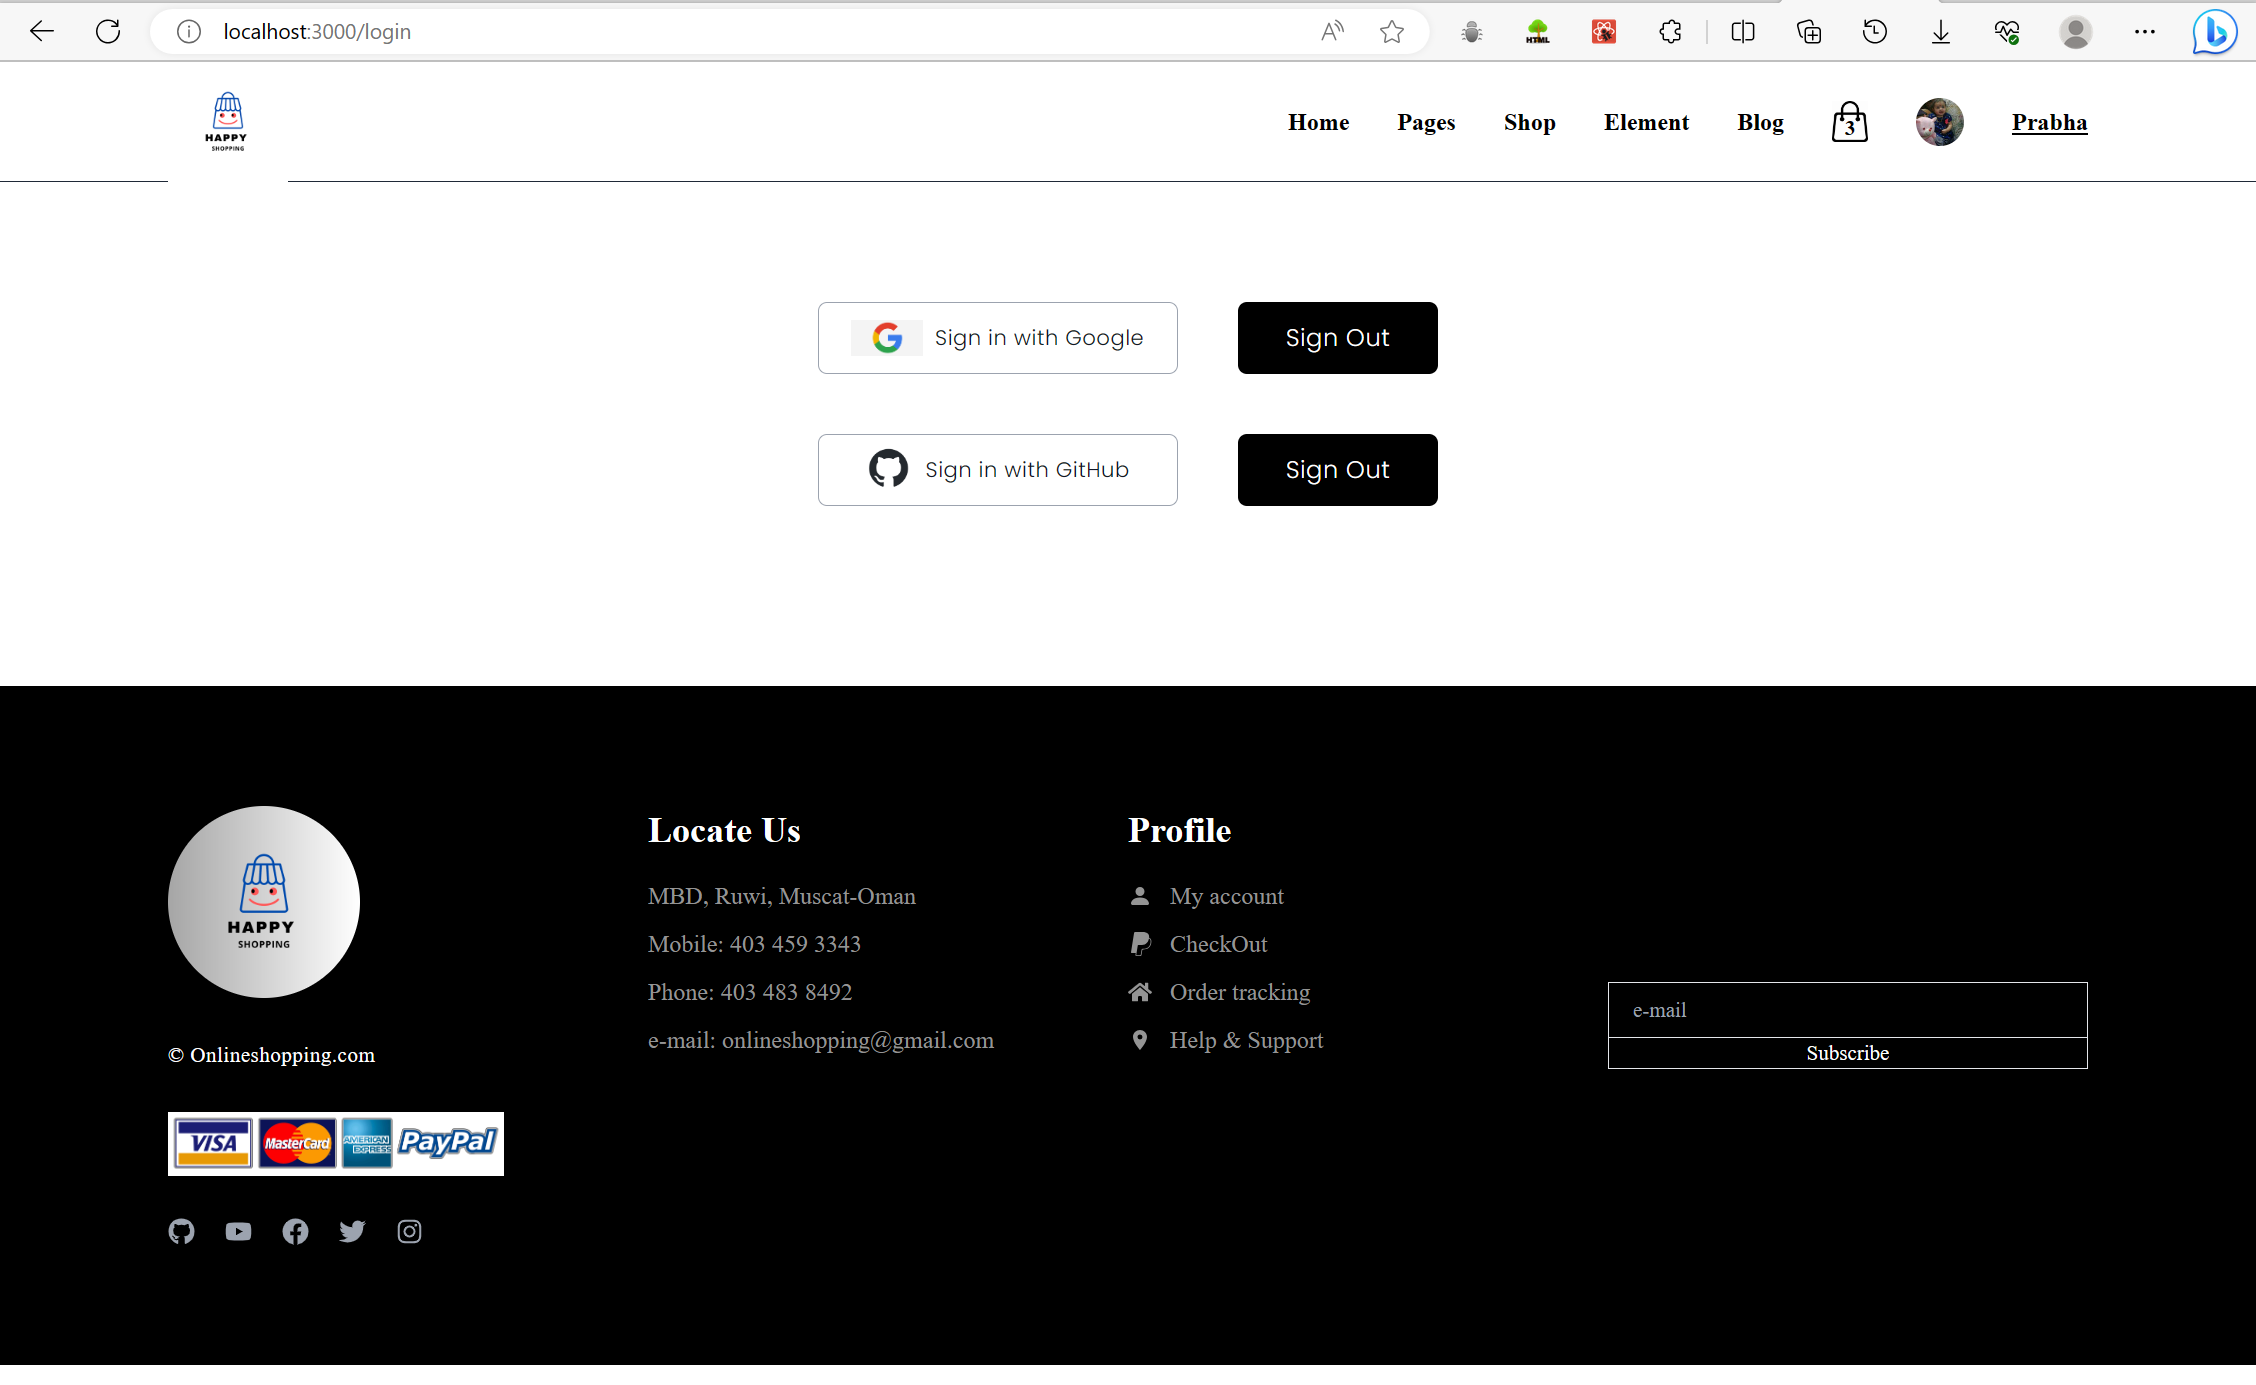 localhost:3000/login
HTML
HAPPY
SHOPPING
Home Pages Shop Element Blog 3 Prabha
Sign in with Google Sign Out
Sign in with GitHub Sign Out
HAPPY
SHOPPING
© Onlineshopping.com
VISA MasterCard AMERICAN EXPRESS PayPal
Locate Us
MBD, Ruwi, Muscat-Oman
Mobile: 403 459 3343
Phone: 403 483 8492
e-mail: onlineshopping@gmail.com
Profile
My account
CheckOut
Order tracking
Help & Support
e-mail
Subscribe